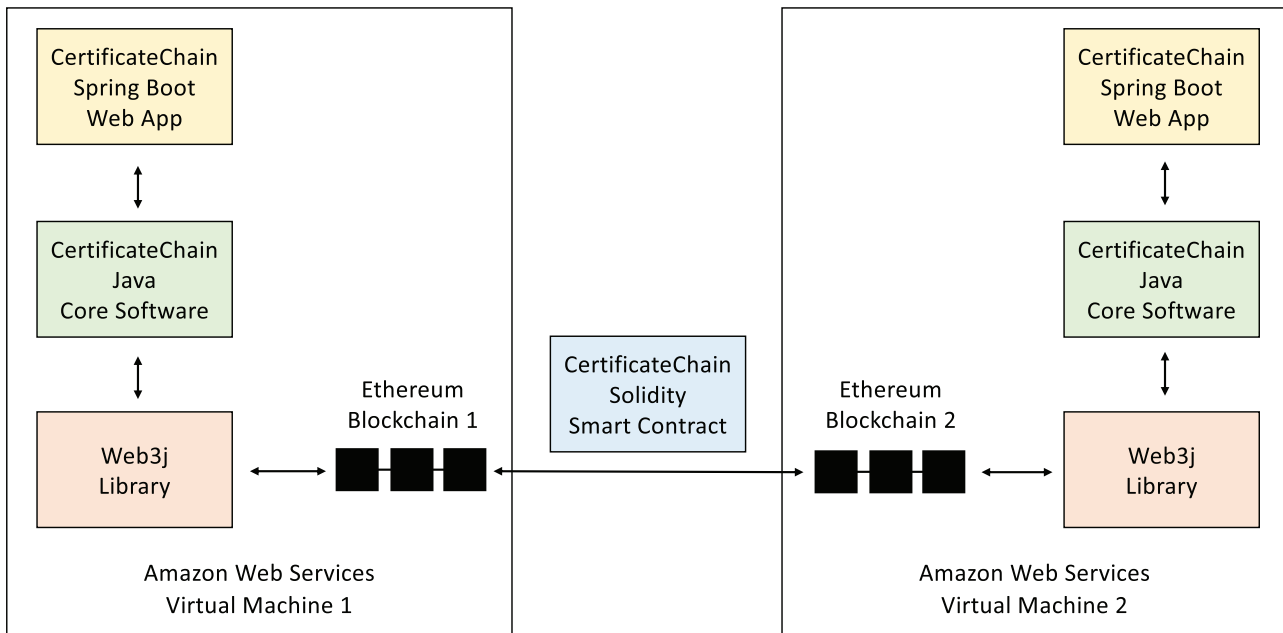 CertificateChain
Spring Boot
Web App
CertificateChain
Java
Core Software
Web3j
Library
Ethereum
Blockchain 1
Amazon Web Services
Virtual Machine 1
CertificateChain
Solidity
Smart Contract
CertificateChain
Spring Boot
Web App
CertificateChain
Java
Core Software
Ethereum
Blockchain 2
Web3j
Library
Amazon Web Services
Virtual Machine 2